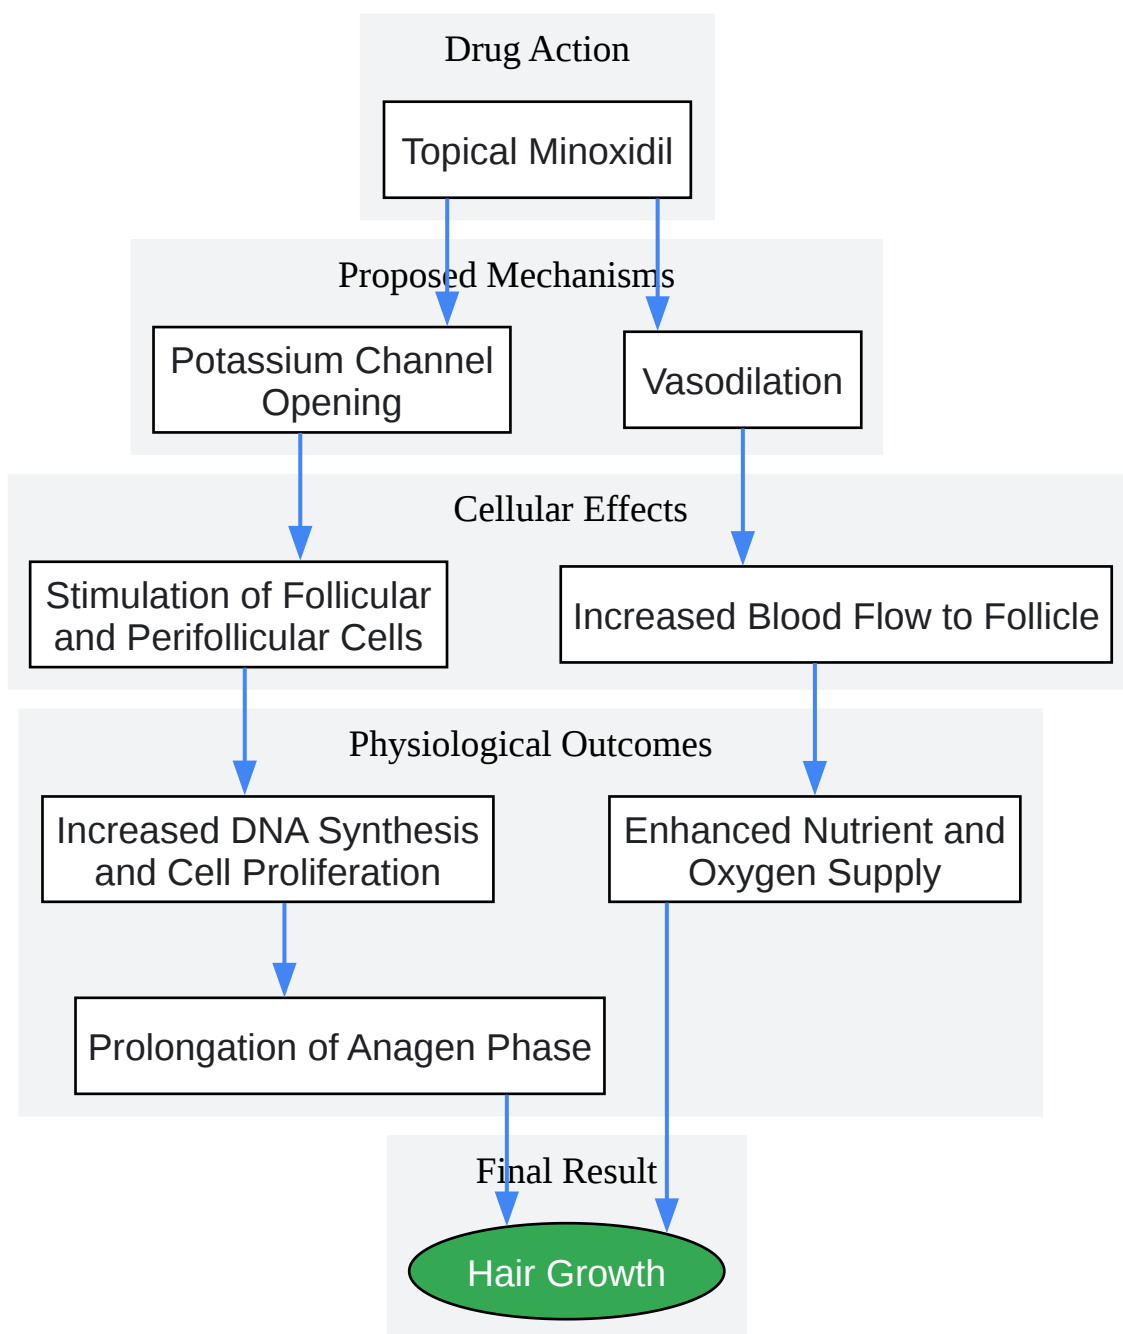 Drug Action
Topical Minoxidil
Proposed Mechanisms
Potassium Channel
Opening
Vasodilation
Cellular Effects
Stimulation of Follicular
and Perifollicular Cells
Increased Blood Flow to Follicle
Physiological Outcomes
Increased DNA Synthesis
and Cell Proliferation
Enhanced Nutrient and
Oxygen Supply
Prolongation of Anagen Phase
Final Result
Hair Growth